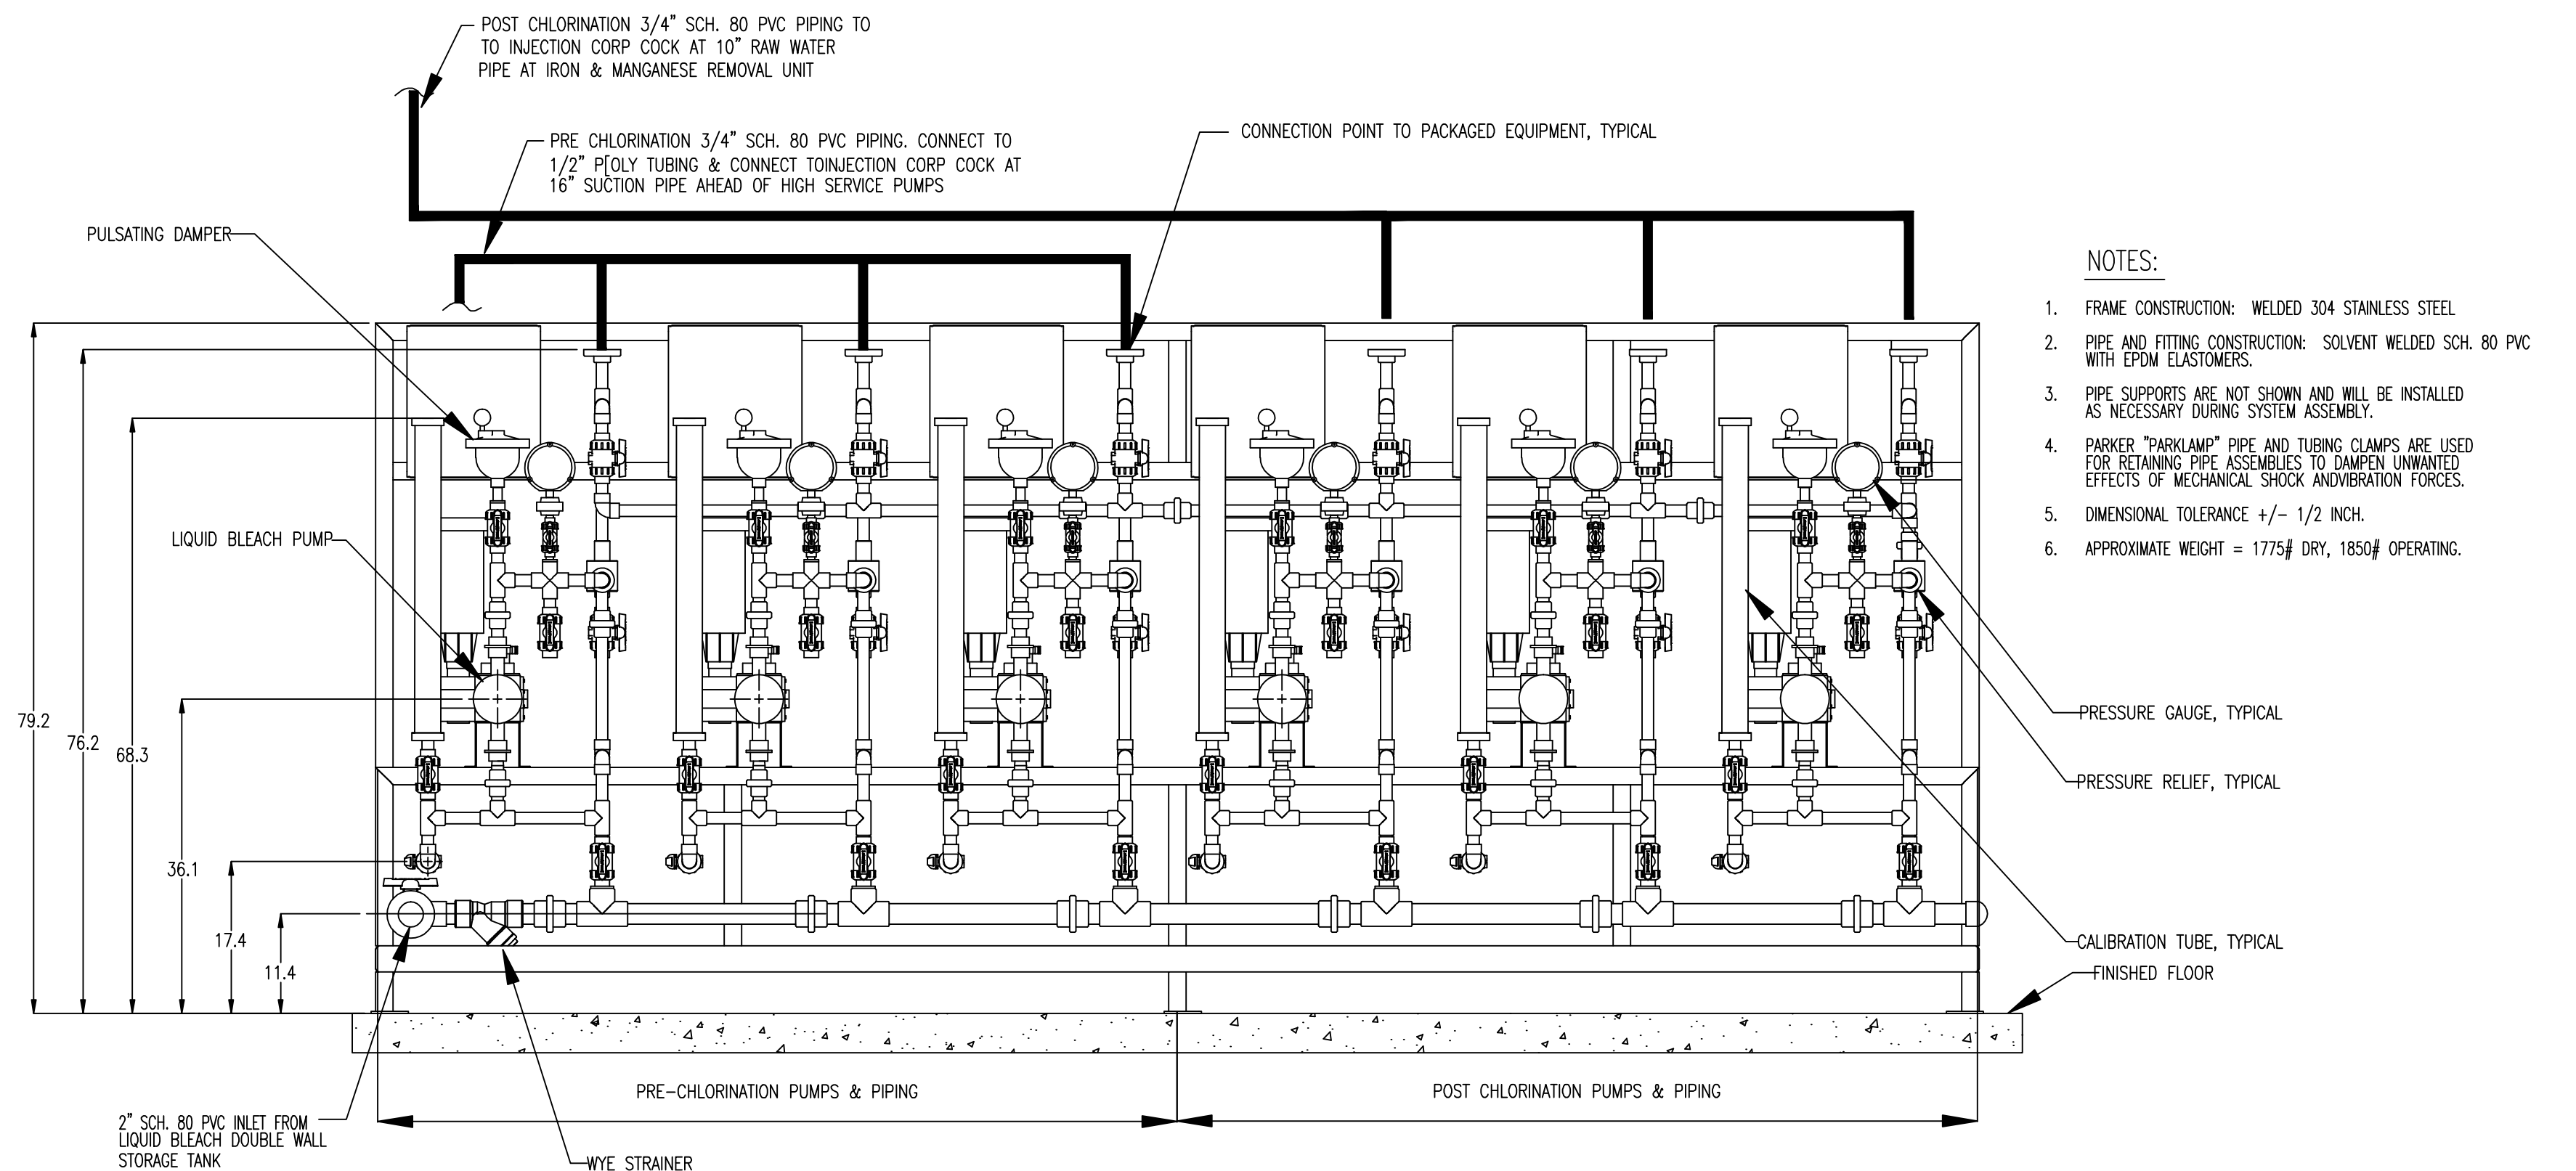 POST CHLORINATION 3/4" SCH. 80 PVC PIPING TO
TO INJECTION CORP COCK AT 10" RAW WATER
PIPE AT IRON & MANGANESE REMOVAL UNIT
PRE CHLORINATION 3/4" SCH. 80 PVC PIPING. CONNECT TO
1/2" P[OLY TUBING & CONNECT TOINJECTION CORP COCK AT
16" SUCTION PIPE AHEAD OF HIGH SERVICE PUMPS
CONNECTION POINT TO PACKAGED EQUIPMENT, TYPICAL
PULSATING DAMPER
LIQUID BLEACH PUMP
NOTES:
1. FRAME CONSTRUCTION: WELDED 304 STAINLESS STEEL
2. PIPE AND FITTING CONSTRUCTION: SOLVENT WELDED SCH. 80 PVC
WITH EPDM ELASTOMERS.
3. PIPE SUPPORTS ARE NOT SHOWN AND WILL BE INSTALLED
AS NECESSARY DURING SYSTEM ASSEMBLY.
4. PARKER "PARKLAMP" PIPE AND TUBING CLAMPS ARE USED
FOR RETAINING PIPE ASSEMBLIES TO DAMPEN UNWANTED
EFFECTS OF MECHANICAL SHOCK ANDVIBRATION FORCES.
5. DIMENSIONAL TOLERANCE +/- 1/2 INCH.
6. APPROXIMATE WEIGHT = 1775# DRY, 1850# OPERATING.
79.2
76.2
68.3
36.1
17.4
11.4
PRESSURE GAUGE, TYPICAL
PRESSURE RELIEF, TYPICAL
CALIBRATION TUBE, TYPICAL
FINISHED FLOOR
PRE-CHLORINATION PUMPS & PIPING
POST CHLORINATION PUMPS & PIPING
2" SCH. 80 PVC INLET FROM
LIQUID BLEACH DOUBLE WALL
STORAGE TANK
WYE STRAINER